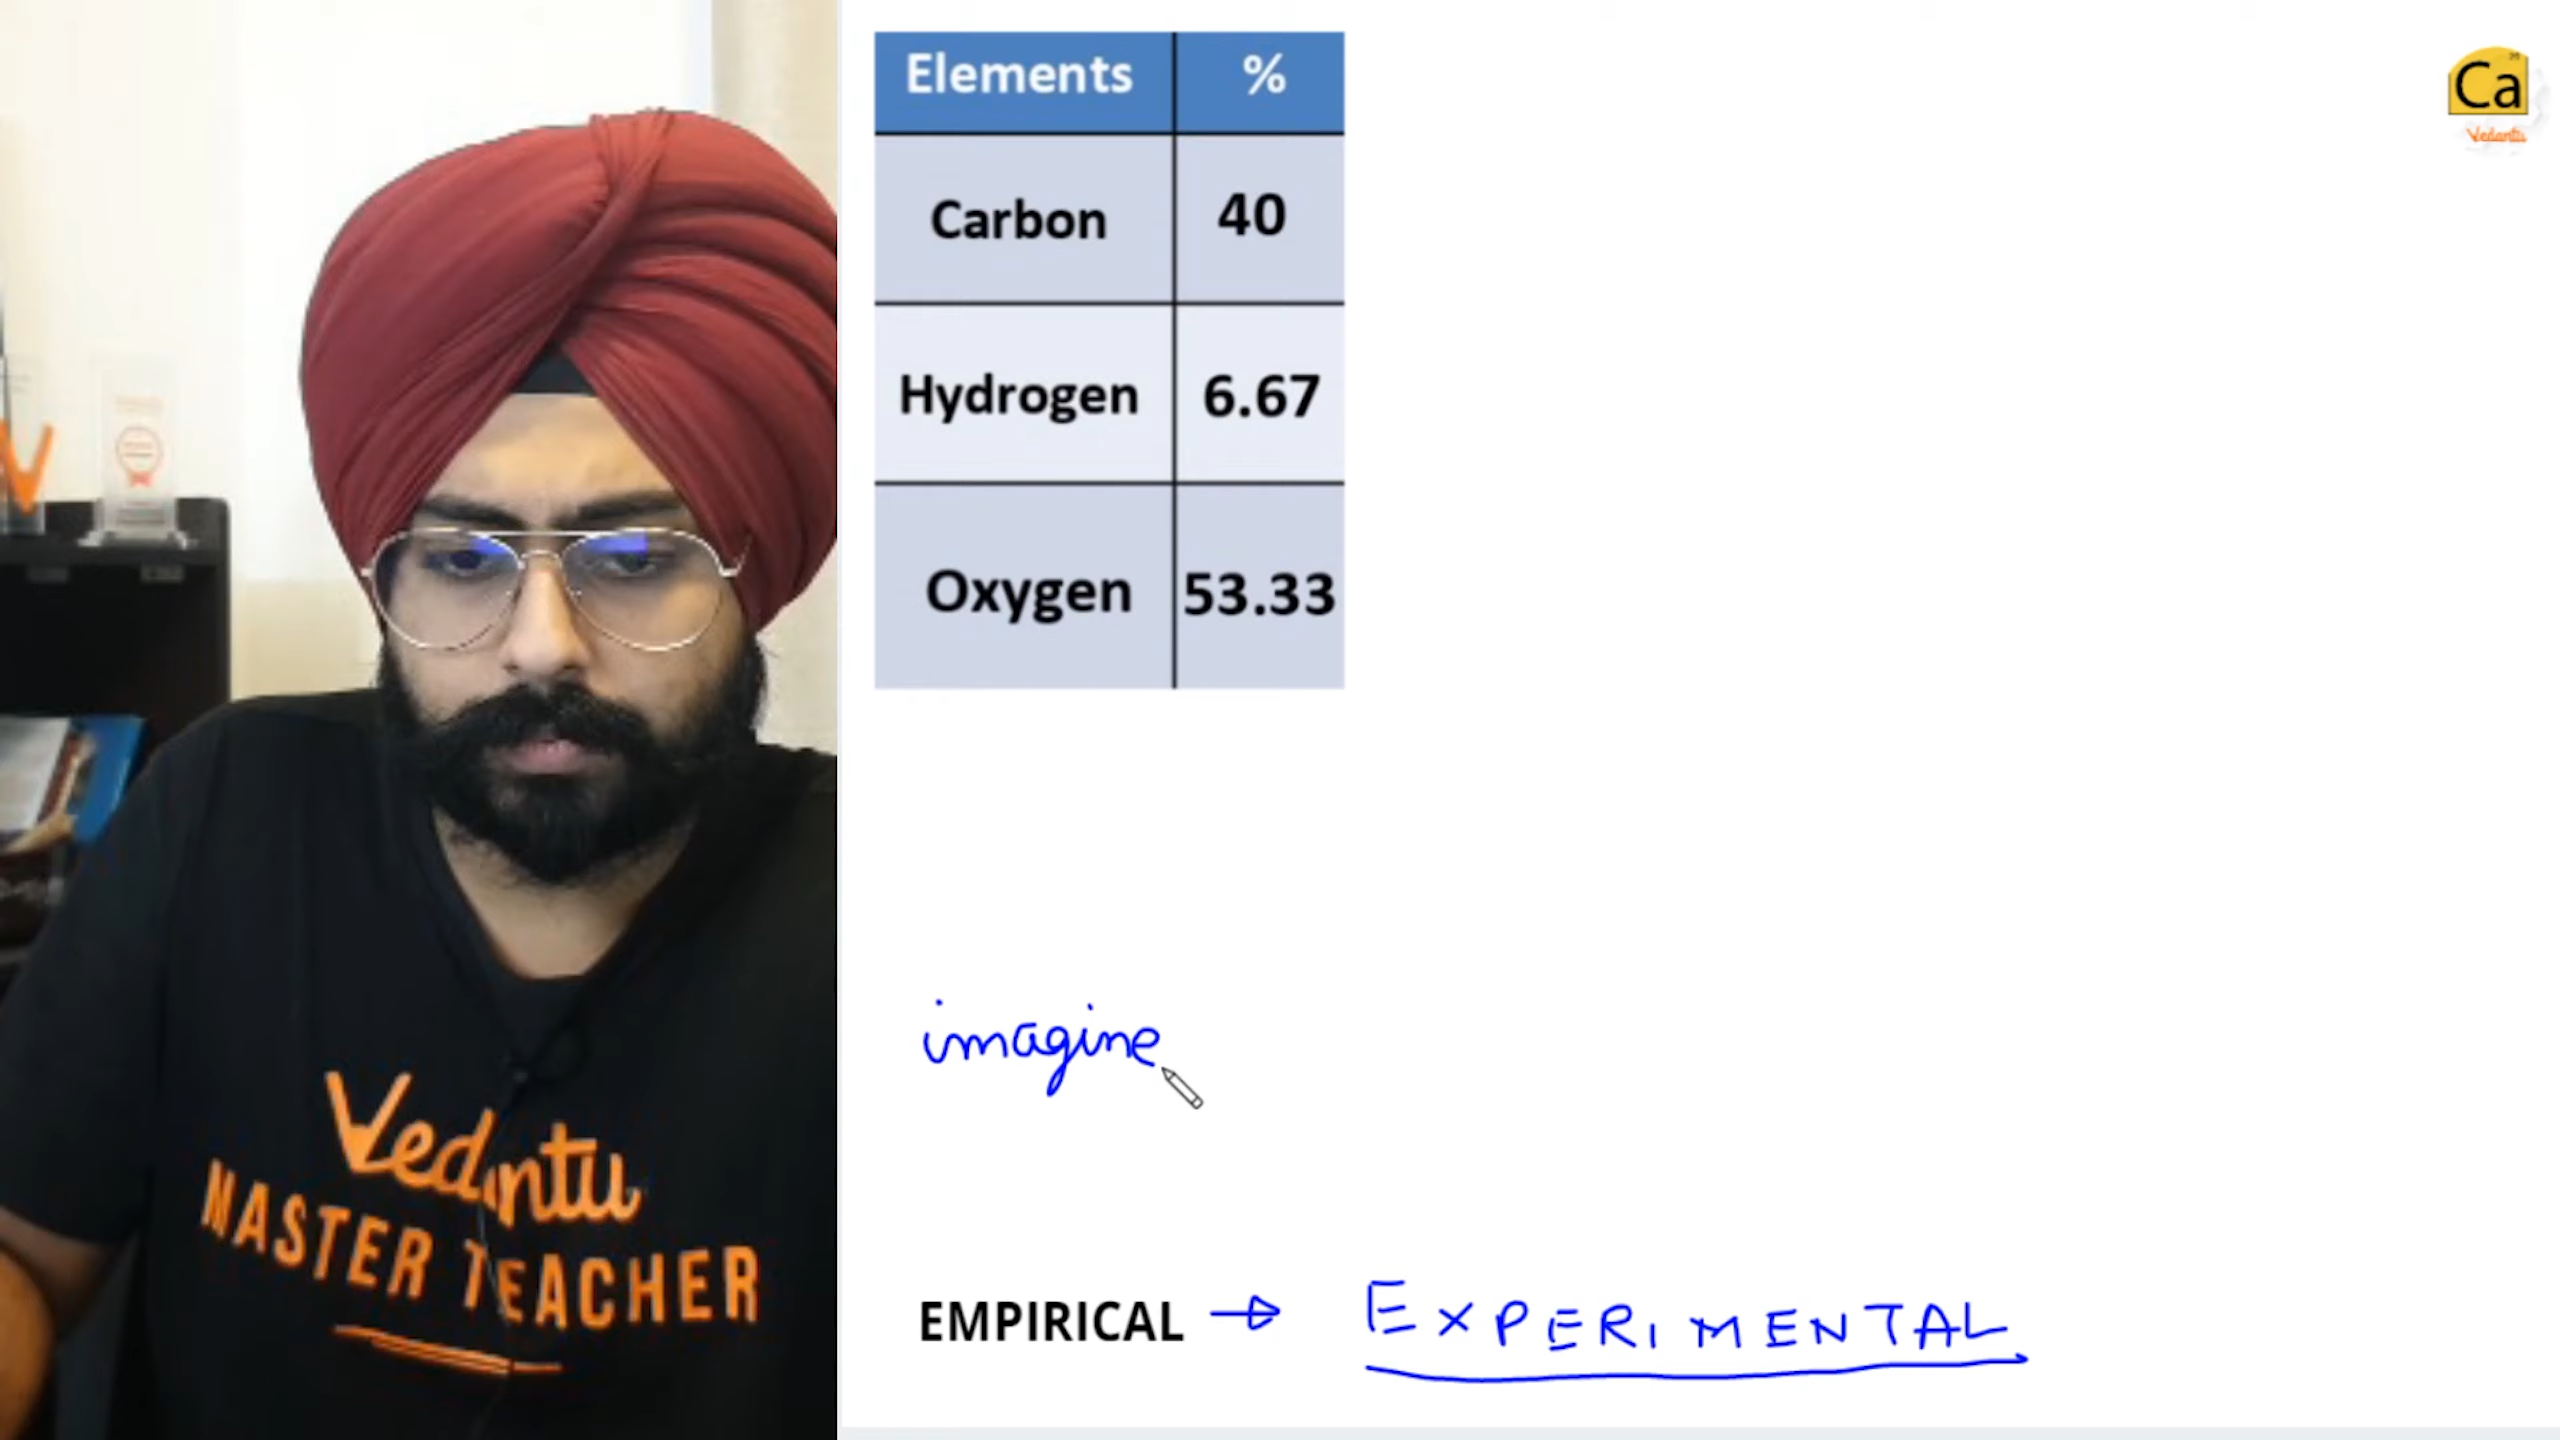 Elements %
Carbon 40
Hydrogen 6.67
Oxygen 53.33
Ca
Vedantu
imagine
EMPIRICAL → EXPERIMENTAL
Vedantu
MASTER TEACHER